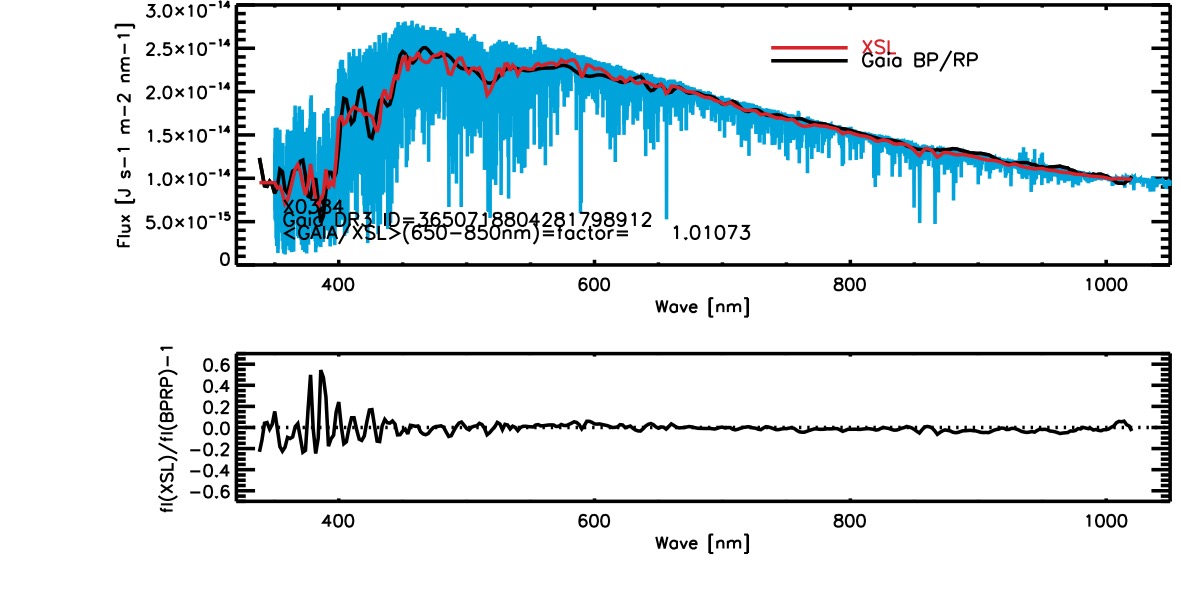 3.0×10⁻¹⁴
2.5×10⁻¹⁴
2.0×10⁻¹⁴
1.5×10⁻¹⁴
1.0×10⁻¹⁴
5.0×10⁻¹⁵
0
Flux [J s−1 m−2 nm−1]
XSL
Gaia BP/RP
X0384
Gaia DR3 ID=3650718804281798912
<GAIA/XSL>(650−850nm)=factor= 1.01073
400 600 800 1000
Wave [nm]
0.6
0.4
0.2
0.0
−0.2
−0.4
−0.6
fl(XSL)/fl(BPRP)−1
400 600 800 1000
Wave [nm]